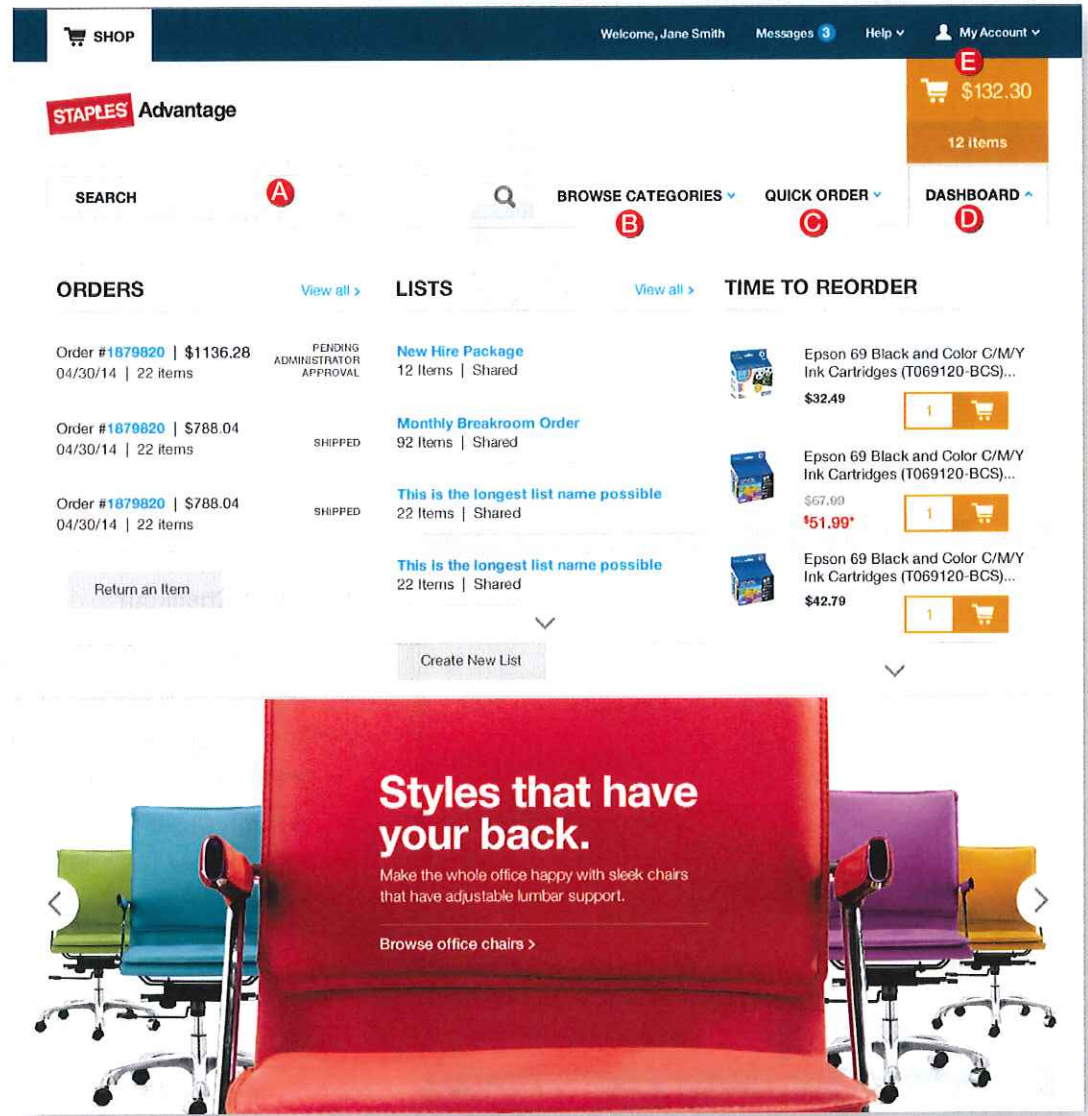 SHOP
Welcome, Jane Smith
Messages 3
Help
My Account
E
$132.30
12 items
STAPLES Advantage
SEARCH
A
BROWSE CATEGORIES
B
QUICK ORDER
C
DASHBOARD
D
ORDERS
View all >
Order #1879820 | $1136.28
04/30/14 | 22 items
PENDING
ADMINISTRATOR
APPROVAL
Order #1879820 | $788.04
04/30/14 | 22 items
SHIPPED
Order #1879820 | $788.04
04/30/14 | 22 items
SHIPPED
Return an Item
LISTS
View all >
New Hire Package
12 Items | Shared
Monthly Breakroom Order
92 Items | Shared
This is the longest list name possible
22 Items | Shared
This is the longest list name possible
22 Items | Shared
Create New List
TIME TO REORDER
Epson 69 Black and Color C/M/Y
Ink Cartridges (T069120-BCS)...
$32.49
1
Epson 69 Black and Color C/M/Y
Ink Cartridges (T069120-BCS)...
$67.99
$51.99*
1
Epson 69 Black and Color C/M/Y
Ink Cartridges (T069120-BCS)...
$42.79
1
Styles that have
your back.
Make the whole office happy with sleek chairs
that have adjustable lumbar support.
Browse office chairs >